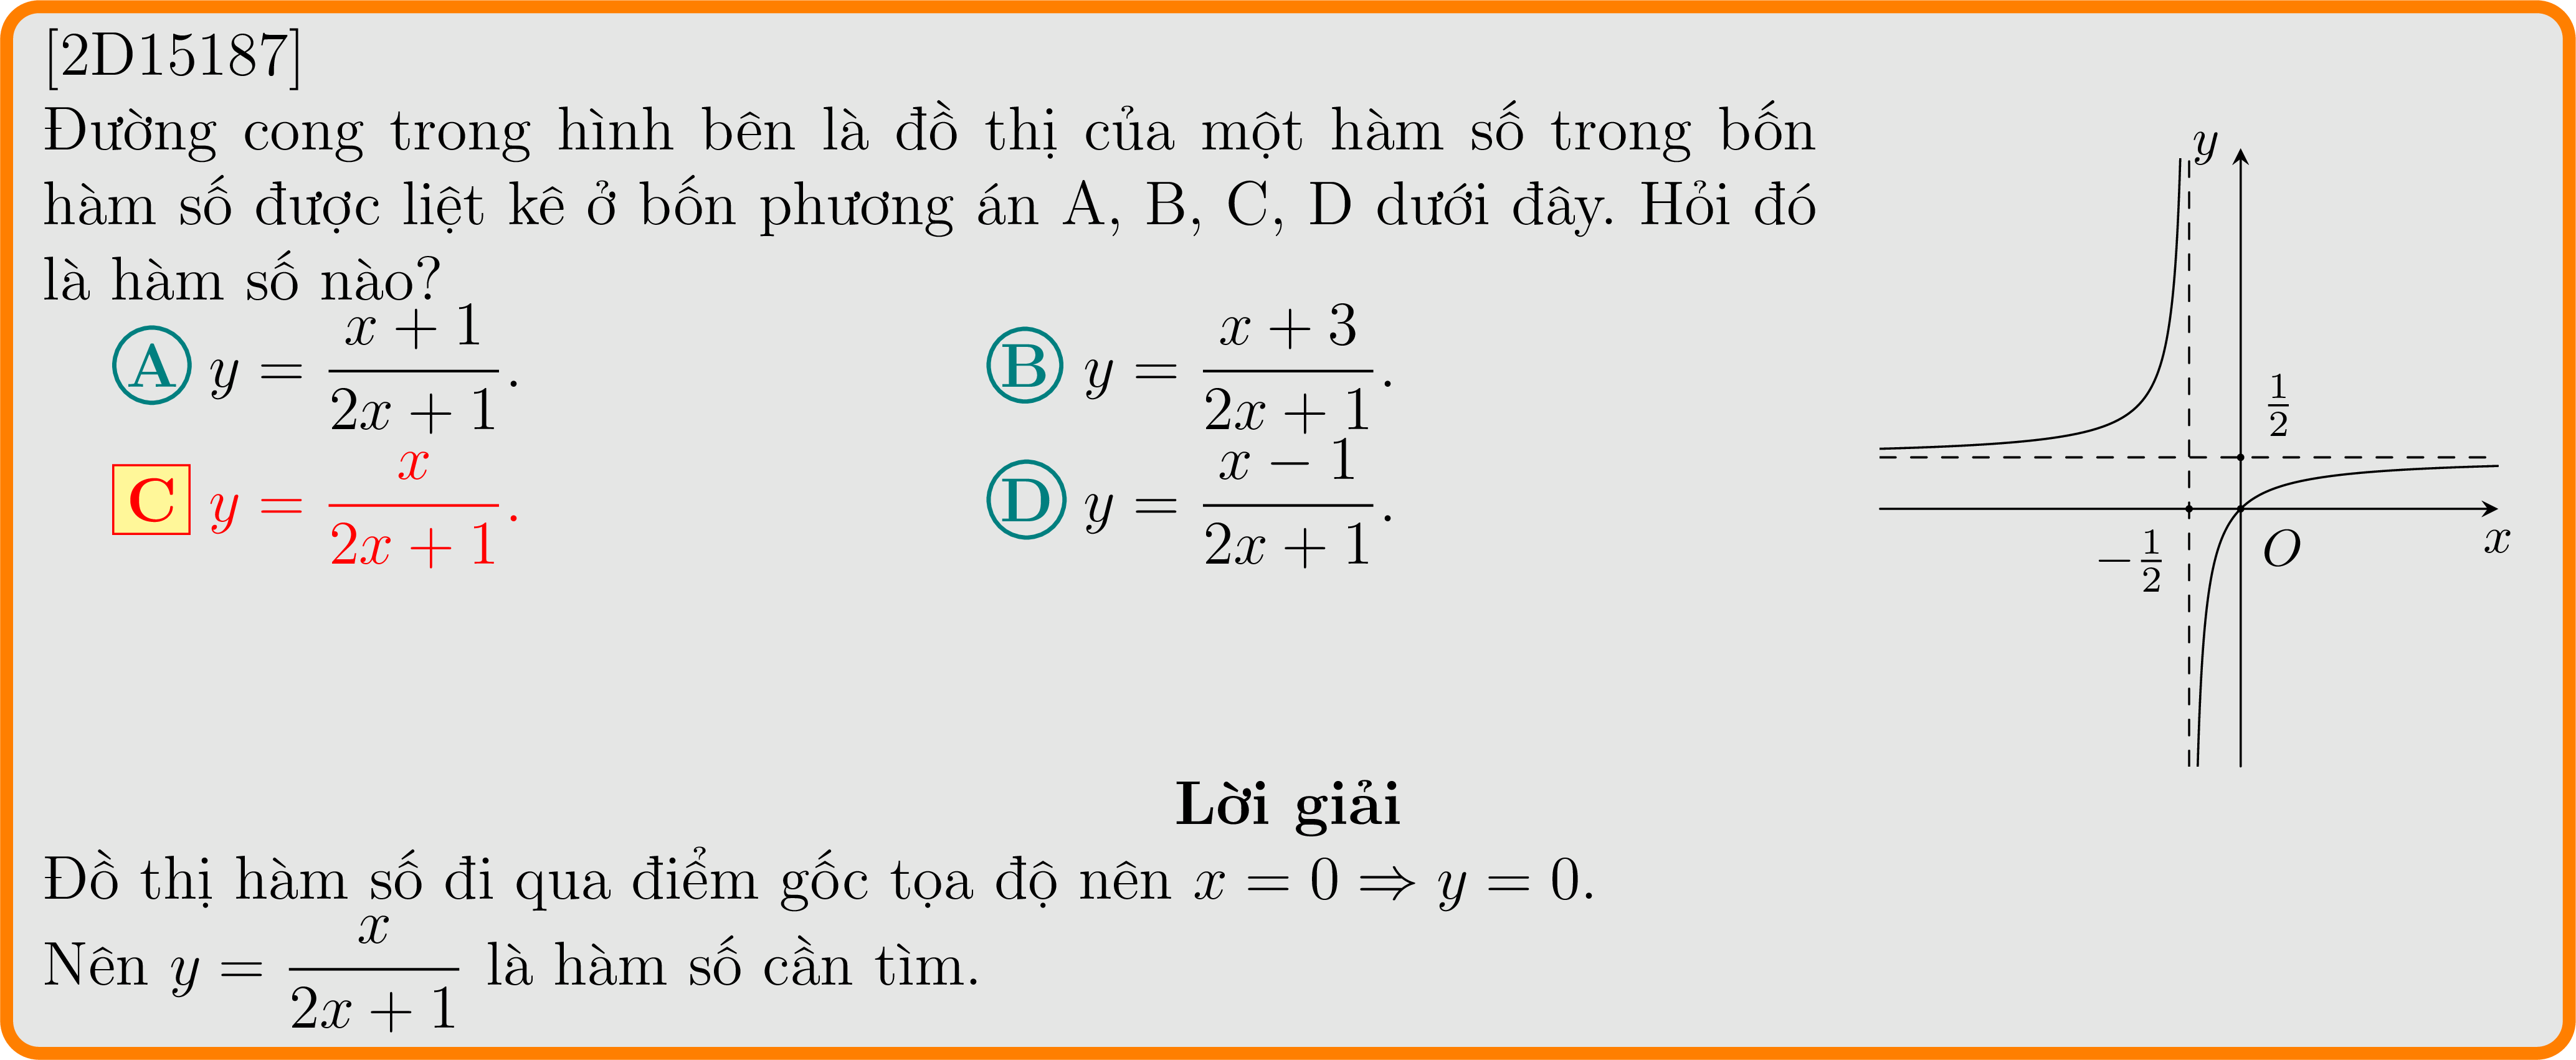 [2D15187]
Đường cong trong hình bên là đồ thị của một hàm số trong bốn
hàm số được liệt kê ở bốn phương án A, B, C, D dưới đây. Hỏi đó
là hàm số nào?
A y = \frac{x + 1}{2x + 1}.
B y = \frac{x + 3}{2x + 1}.
C y = \frac{x}{2x + 1}.
D y = \frac{x − 1}{2x + 1}.
y
\frac{1}{2}
−\frac{1}{2}
O
x
Lời giải
Đồ thị hàm số đi qua điểm gốc tọa độ nên x = 0 ⇒ y = 0.
Nên y = \frac{x}{2x + 1} là hàm số cần tìm.